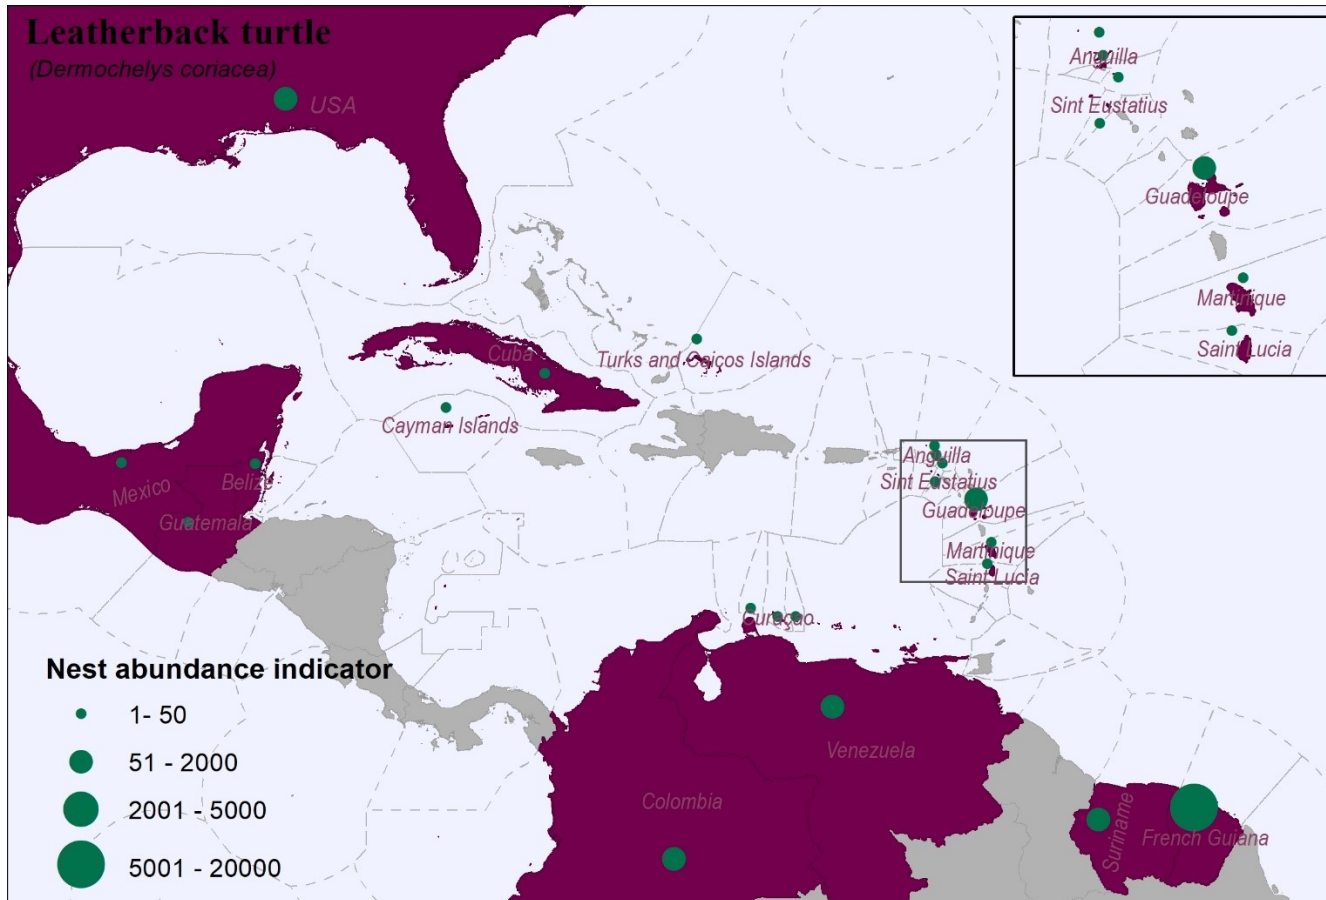 Leatherback turtle
(Dermochelys coriacea)
USA
Anguilla
Sint Eustatius
Guadeloupe
Martinique
Saint Lucia
Cuba
Turks and Caicos Islands
Cayman Islands
Mexico
Belize
Guatemala
Anguilla
Sint Eustatius
Guadeloupe
Martinique
Saint Lucia
Curaçao
Venezuela
Colombia
Suriname
French Guiana
Nest abundance indicator
1- 50
51 - 2000
2001 - 5000
5001 - 20000